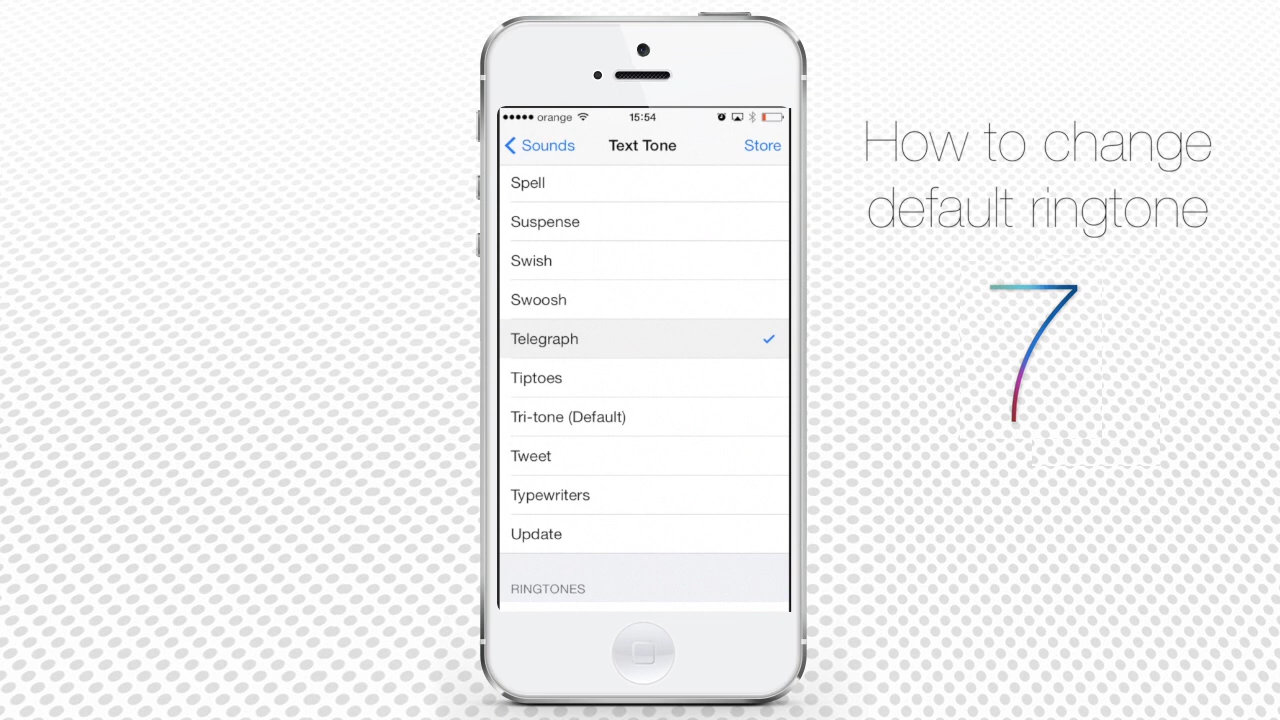 orange 15:54
Sounds Text Tone Store
Spell
Suspense
Swish
Swoosh
Telegraph
Tiptoes
Tri-tone (Default)
Tweet
Typewriters
Update
RINGTONES
How to change
default ringtone
7